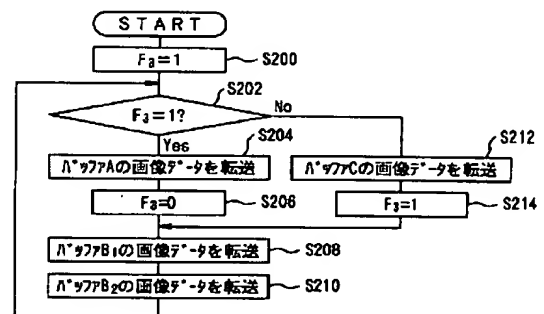 START
F3=1
S200
S202
F3=1?
No
Yes
S204
S212
バッファAの画像データを転送
バッファCの画像データを転送
F3=0
S206
F3=1
S214
バッファB1の画像データを転送
S208
バッファB2の画像データを転送
S210